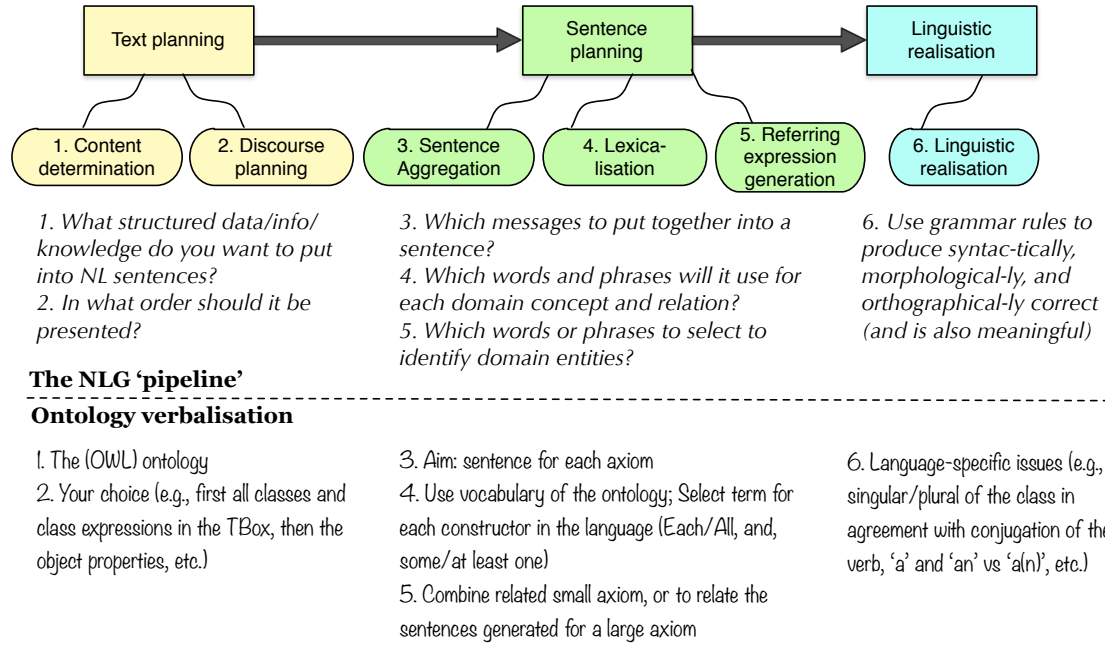 Text planning
Sentence
planning
Linguistic
realisation
1. Content
determination
2. Discourse
planning
3. Sentence
Aggregation
4. Lexica-
lisation
5. Referring
expression
generation
6. Linguistic
realisation
1. What structured data/info/
knowledge do you want to put
into NL sentences?
2. In what order should it be
presented?
3. Which messages to put together into a
sentence?
4. Which words and phrases will it use for
each domain concept and relation?
5. Which words or phrases to select to
identify domain entities?
6. Use grammar rules to
produce syntac-tically,
morphological-ly, and
orthographical-ly correct
(and is also meaningful)
The NLG ‘pipeline’
Ontology verbalisation
1. The (OWL) ontology
2. Your choice (e.g., first all classes and
class expressions in the TBox, then the
object properties, etc.)
3. Aim: sentence for each axiom
4. Use vocabulary of the ontology; Select term for
each constructor in the language (Each/All, and,
some/at least one)
5. Combine related small axiom, or to relate the
sentences generated for a large axiom
6. Language-specific issues (e.g.,
singular/plural of the class in
agreement with conjugation of the
verb, ‘a’ and ‘an’ vs ‘a(n)’, etc.)